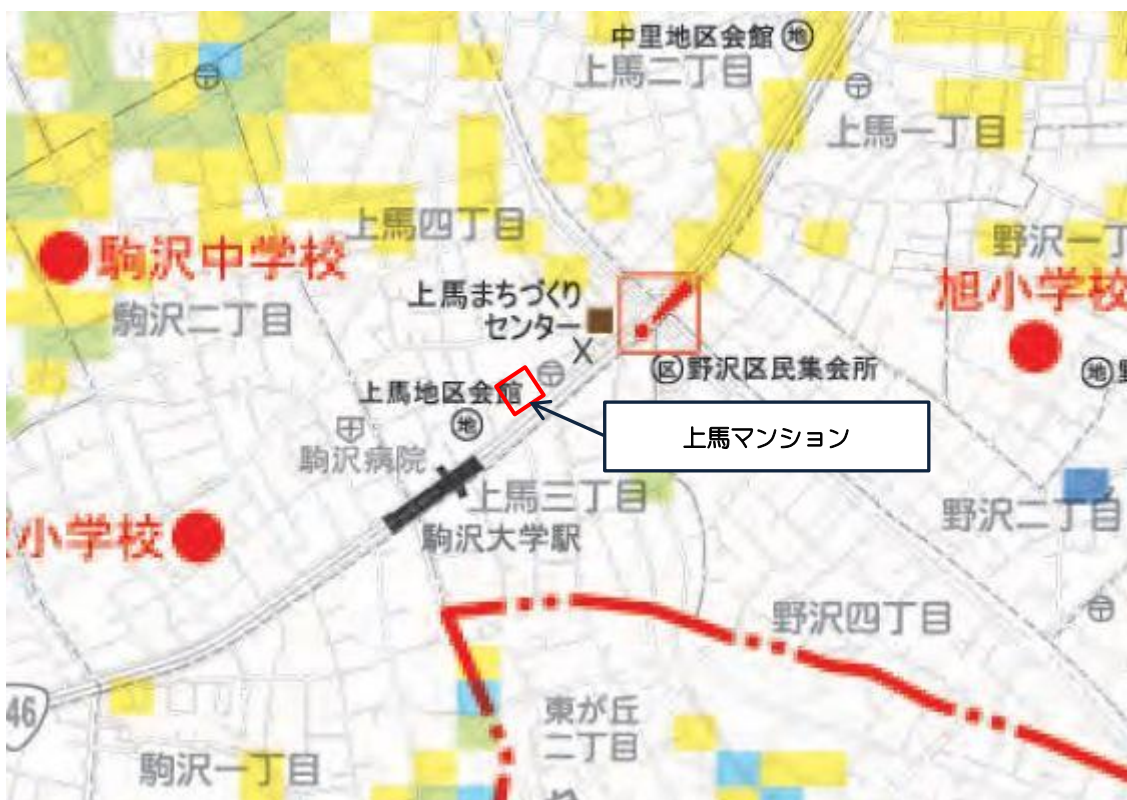 中里地区会館 地
上馬二丁目
上馬一丁目
上馬四丁目
野沢一丁
駒沢中学校
旭小学校
駒沢二丁目
上馬まちづくり
センター
X
区 野沢区民集会所
地
上馬地区会館
地
上馬マンション
駒沢病院
上馬三丁目
小学校
駒沢大学駅
野沢二丁目
野沢四丁目
46
東が丘
二丁目
駒沢一丁目